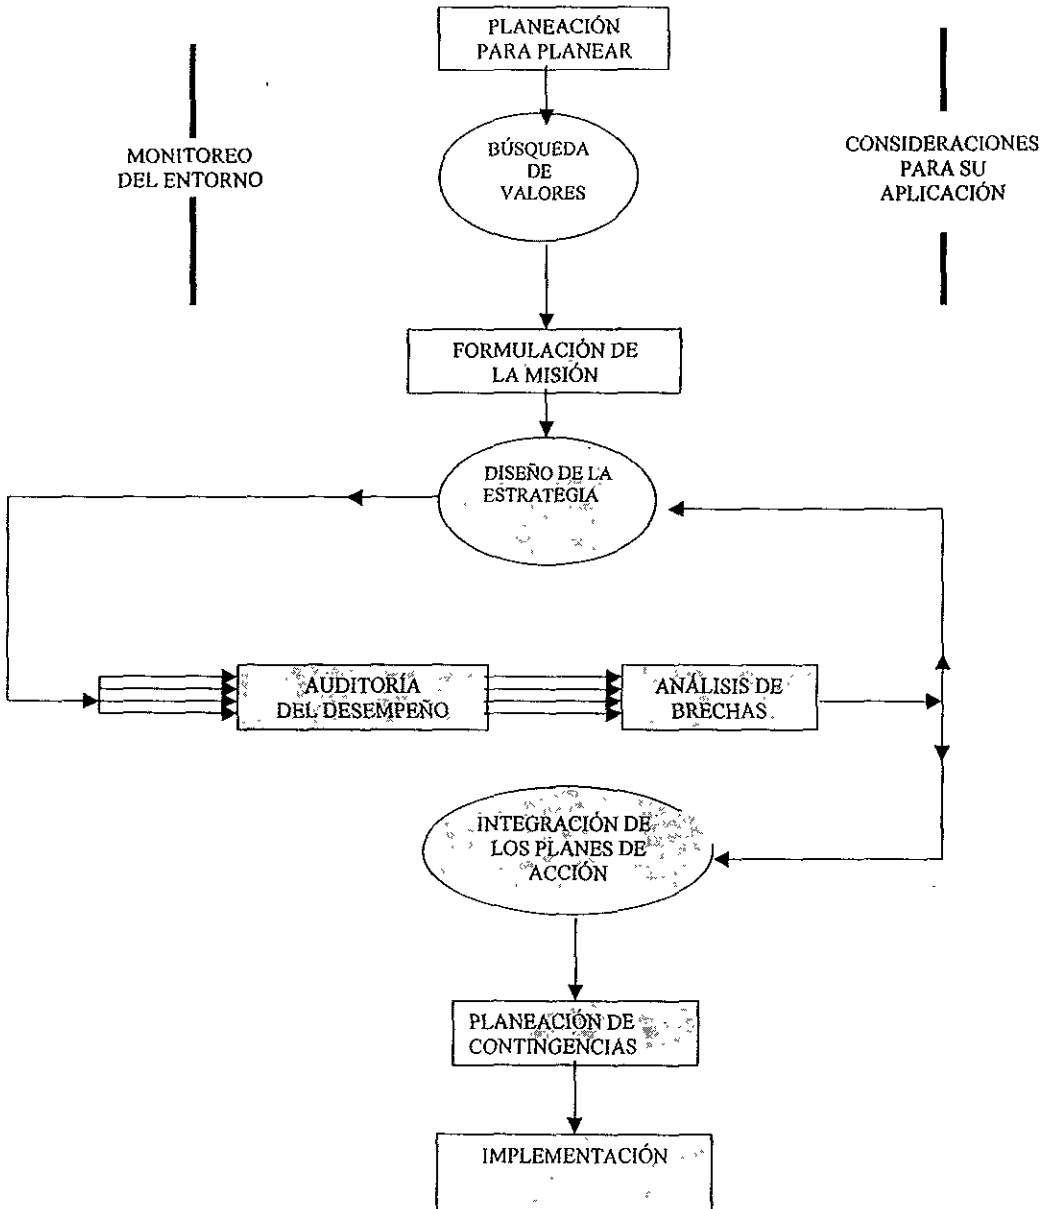 PLANEACIÓN
PARA PLANEAR
MONITOREO
DEL ENTORNO
BÚSQUEDA
DE
VALORES
CONSIDERACIONES
PARA SU
APLICACIÓN
FORMULACIÓN DE
LA MISIÓN
DISEÑO DE LA
ESTRATEGIA
AUDITORÍA
DEL DESEMPEÑO
ANÁLISIS DE
BRECHAS
INTEGRACIÓN DE
LOS PLANES DE
ACCIÓN
PLANEACIÓN DE
CONTINGENCIAS
IMPLEMENTACIÓN